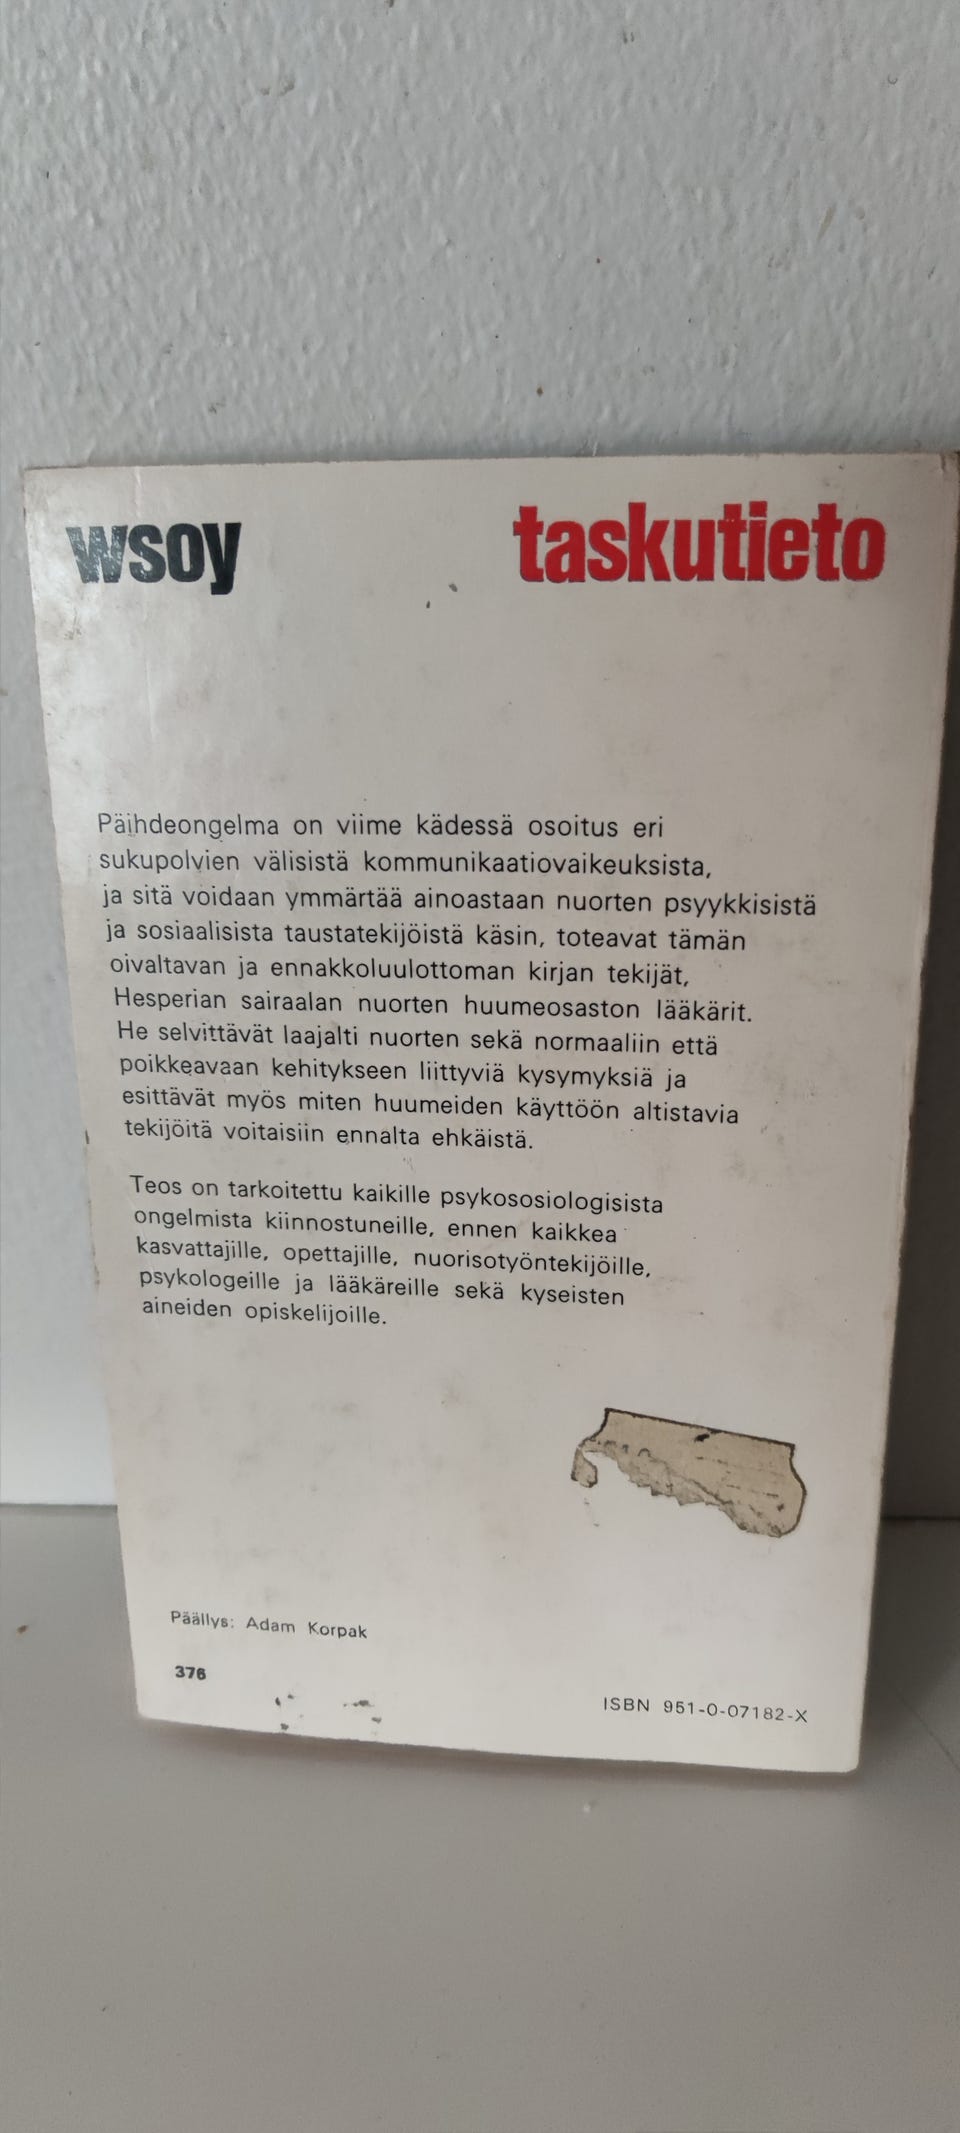 wsoy taskutieto
Päihdeongelma on viime kädessä osoitus eri
sukupolvien välisistä kommunikaatiovaikeuksista,
ja sitä voidaan ymmärtää ainoastaan nuorten psyykkisistä
ja sosiaalisista taustatekijöistä käsin, toteavat tämän
oivaltavan ja ennakkoluulottoman kirjan tekijät,
Hesperian sairaalan nuorten huumeosaston lääkärit.
He selvittävät laajalti nuorten sekä normaaliin että
poikkeavaan kehitykseen liittyviä kysymyksiä ja
esittävät myös miten huumeiden käyttöön altistavia
tekijöitä voitaisiin ennalta ehkäistä.
Teos on tarkoitettu kaikille psykososiologisista
ongelmista kiinnostuneille, ennen kaikkea
kasvattajille, opettajille, nuorisotyöntekijöille,
psykologeille ja lääkäreille sekä kyseisten
aineiden opiskelijoille.
Päällys: Adam Korpak
376
ISBN 951-0-07182-X